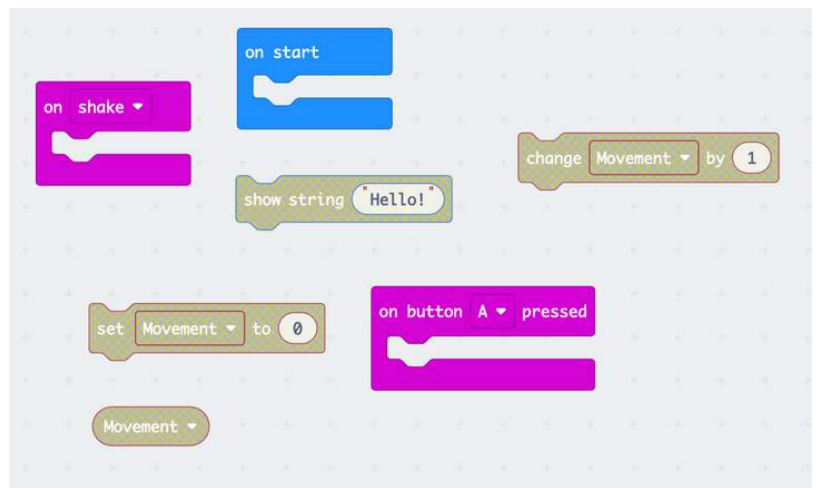 on start
on shake
change Movement by 1
show string "Hello!"
on button A pressed
set Movement to 0
Movement